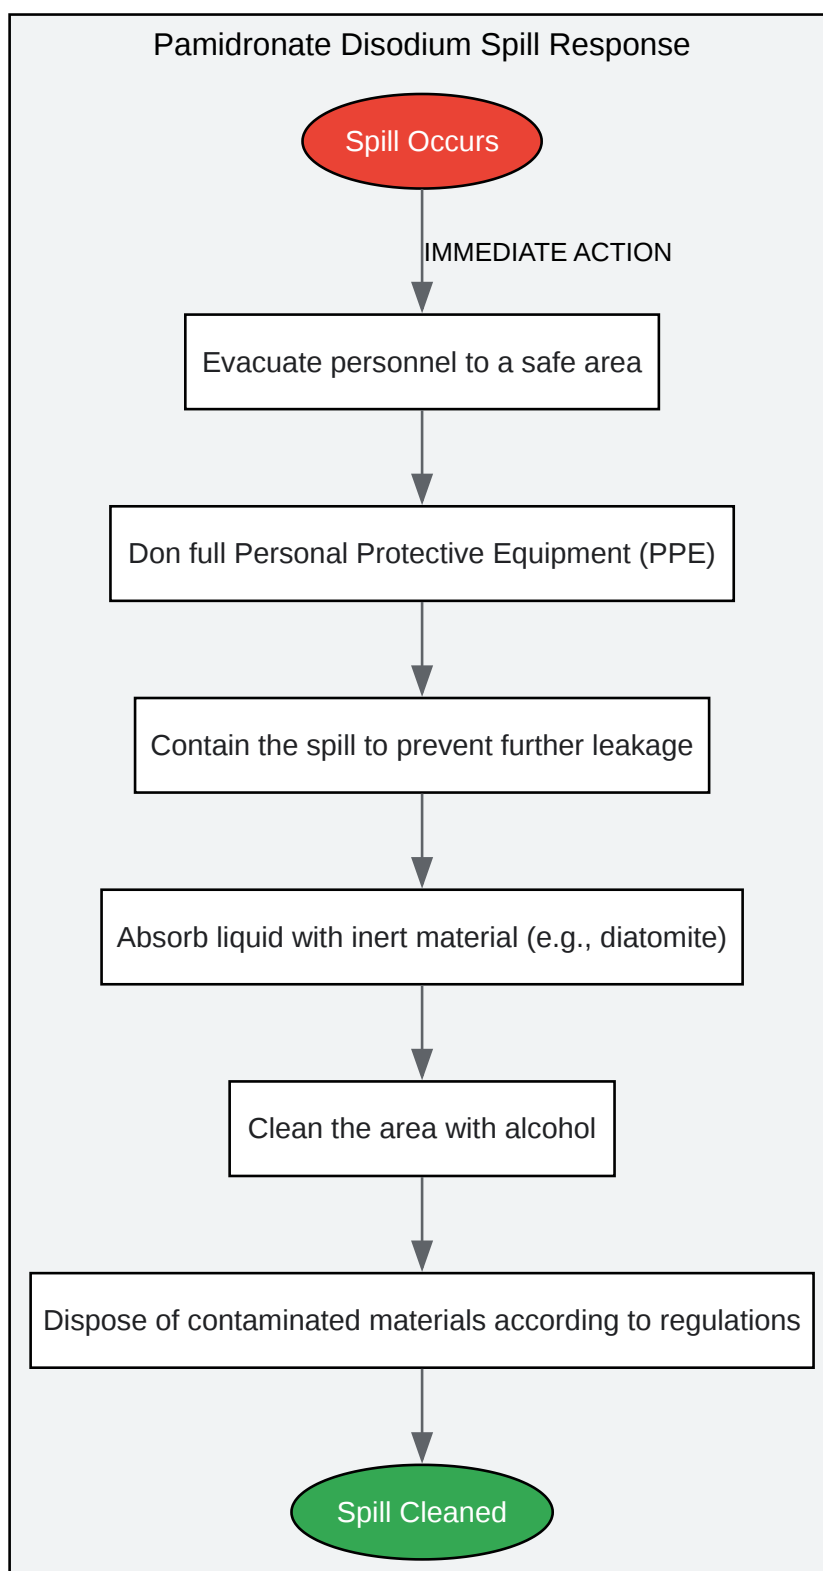 Pamidronate Disodium Spill Response
Spill Occurs
IMMEDIATE ACTION
Evacuate personnel to a safe area
Don full Personal Protective Equipment (PPE)
Contain the spill to prevent further leakage
Absorb liquid with inert material (e.g., diatomite)
Clean the area with alcohol
Dispose of contaminated materials according to regulations
Spill Cleaned